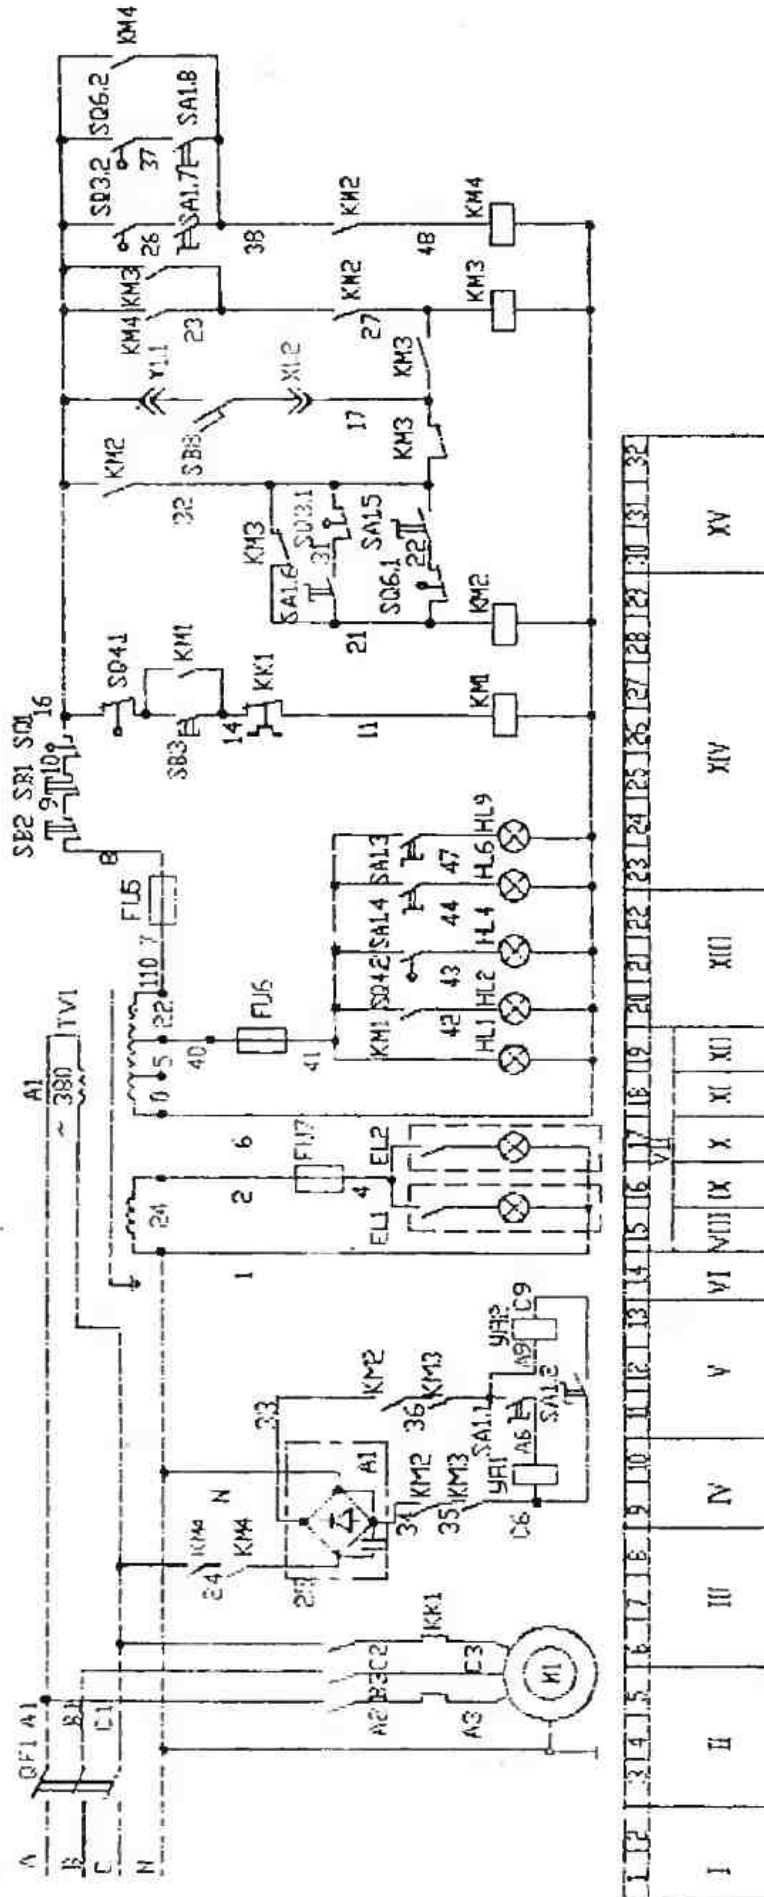 QF1 A1
A
B
C
N
B1
C1
A2
B3
C2
KK1
A3
C3
M1
KM4
24
KM4
25
N
33
A1
34
KM2
35
KM3
YA1
C6
KM2
36
KM3
SA1.1
A6
YA2
A9
C9
SA1.2
A1
~ 380
TV1
24
0 5 22 110
1
2
FU7
4
EL1
EL2
6
40
FU6
41
7
FU5
8
HL1
KM1
42
HL2
SQ4.2
43
HL4
SA1.4
44
HL6
SA1.3
47
HL9
SB2 SB1 SQ1
9
10
16
SQ4.1
SB3
KM1
14
KK1
11
KM1
KM2
32
KM3
SA1.6
31
SQ3.1
SA1.5
SQ6.1
22
21
KM2
SB8
X1.2
17
KM3
KM3
KM4
KM3
23
KM2
27
KM3
SQ3.2
26
SA1.7
SQ6.2
37
SA1.8
KM4
38
KM2
48
KM4
1 2 3 4 5 6 7 8 9 10 11 12 13 14 15 16 17 18 19 20 21 22 23 24 25 26 27 28 29 30 31 32
VII
I II III IV V VI VIII IX X XI XII XIII XIV XV